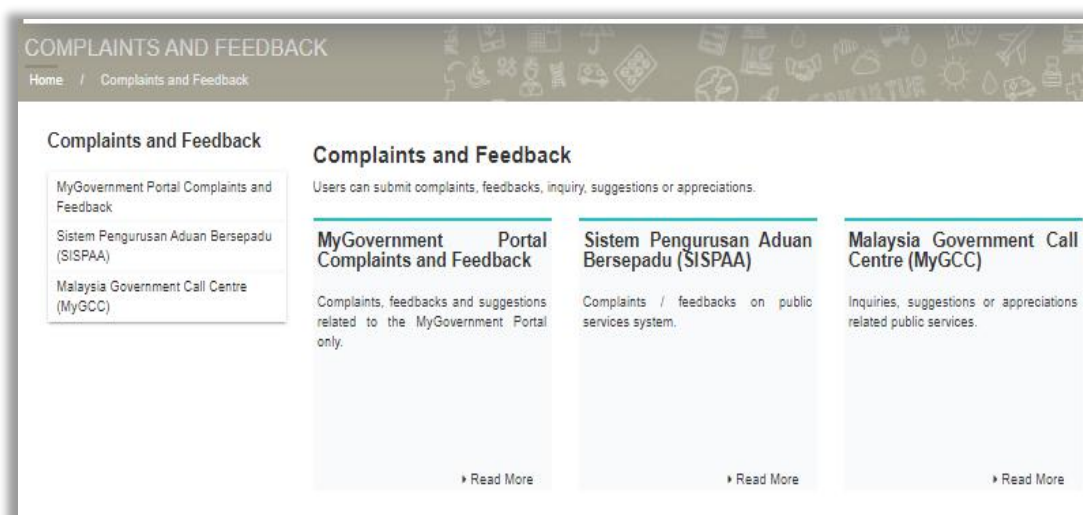 COMPLAINTS AND FEEDBACK
Home / Complaints and Feedback
Complaints and Feedback
MyGovernment Portal Complaints and
Feedback
Sistem Pengurusan Aduan Bersepadu
(SISPAA)
Malaysia Government Call Centre
(MyGCC)
Complaints and Feedback
Users can submit complaints, feedbacks, inquiry, suggestions or appreciations.
MyGovernment Portal
Complaints and Feedback
Complaints, feedbacks and suggestions
related to the MyGovernment Portal
only.
Read More
Sistem Pengurusan Aduan
Bersepadu (SISPAA)
Complaints / feedbacks on public
services system.
Read More
Malaysia Government Call
Centre (MyGCC)
Inquiries, suggestions or appreciations
related public services.
Read More